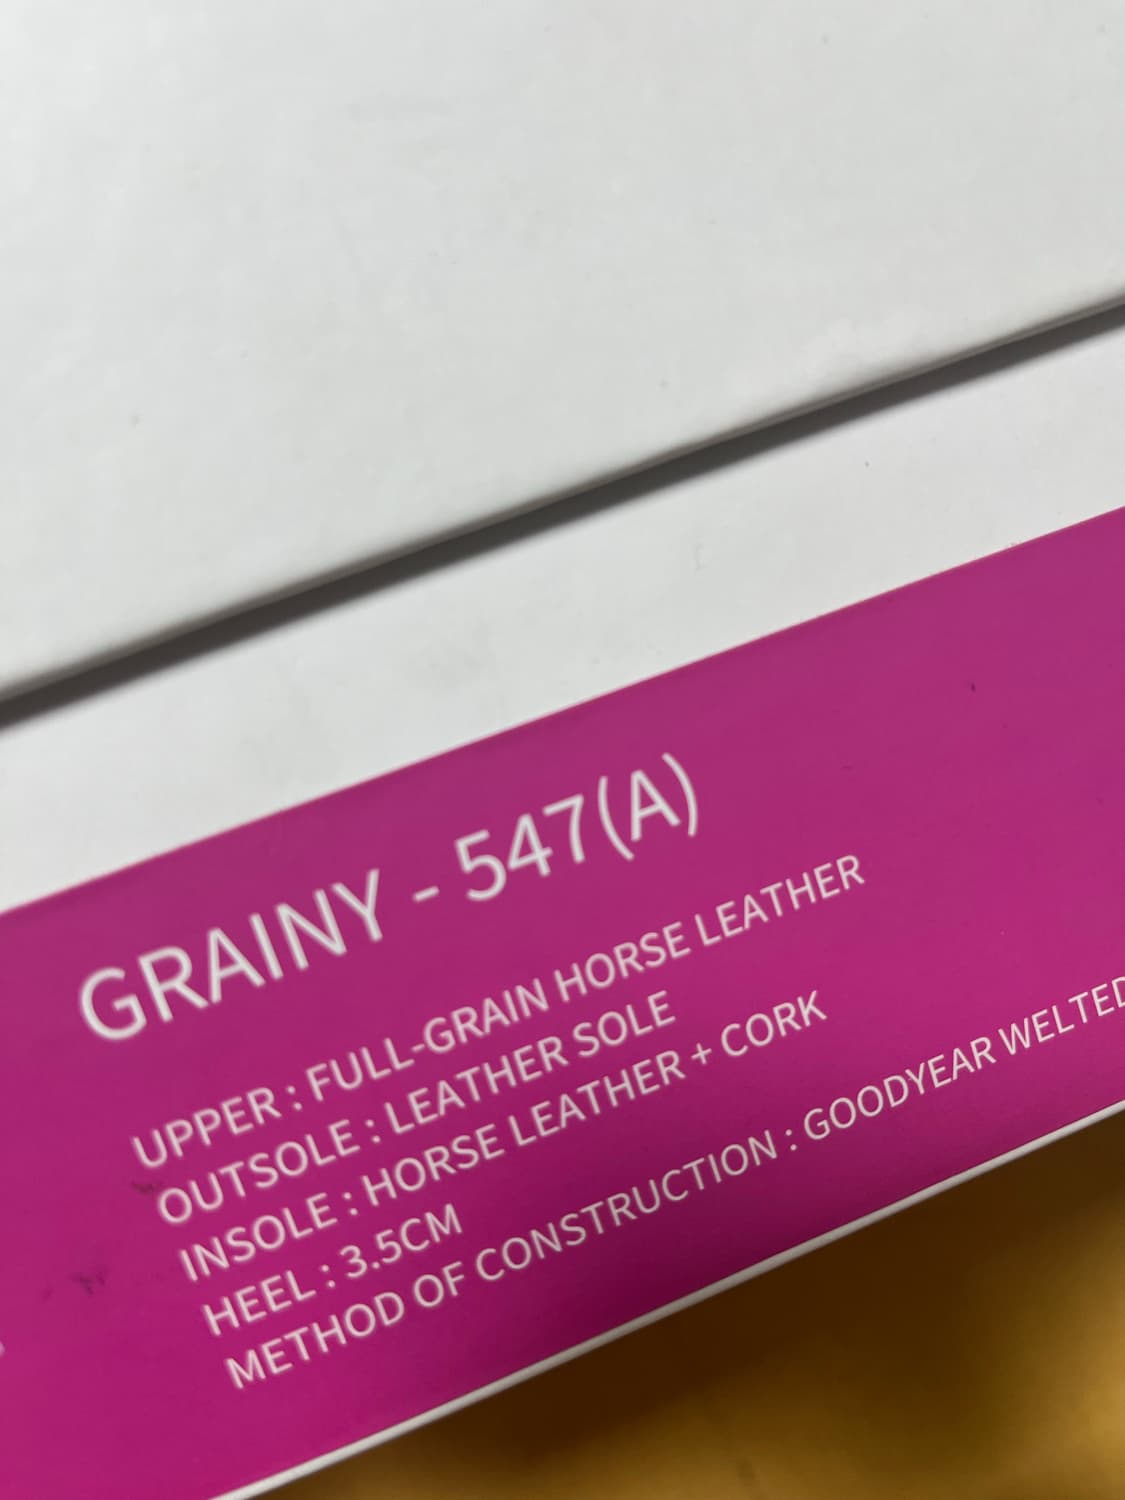 GRAINY - 547(A)
UPPER : FULL-GRAIN HORSE LEATHER
OUTSOLE : LEATHER SOLE
INSOLE : HORSE LEATHER + CORK
HEEL : 3.5CM
METHOD OF CONSTRUCTION : GOODYEAR WELTED